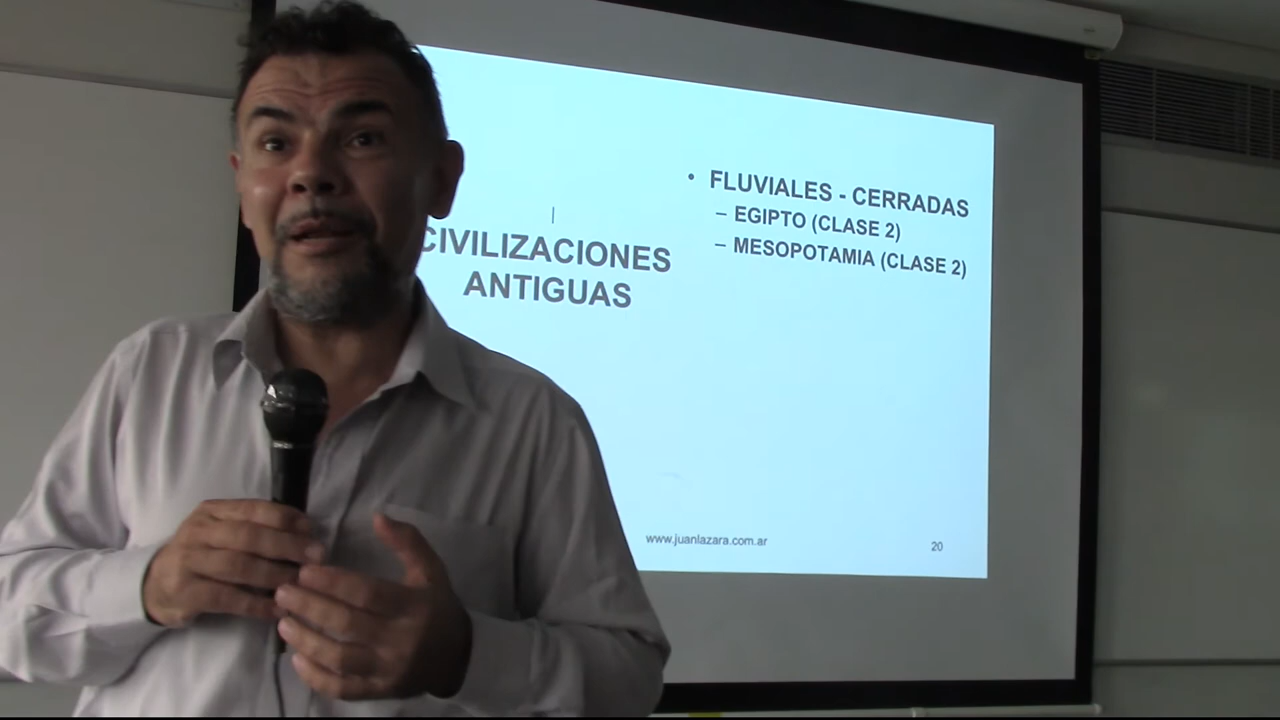 CIVILIZACIONES
ANTIGUAS
• FLUVIALES - CERRADAS
– EGIPTO (CLASE 2)
– MESOPOTAMIA (CLASE 2)
www.juanlazara.com.ar
20